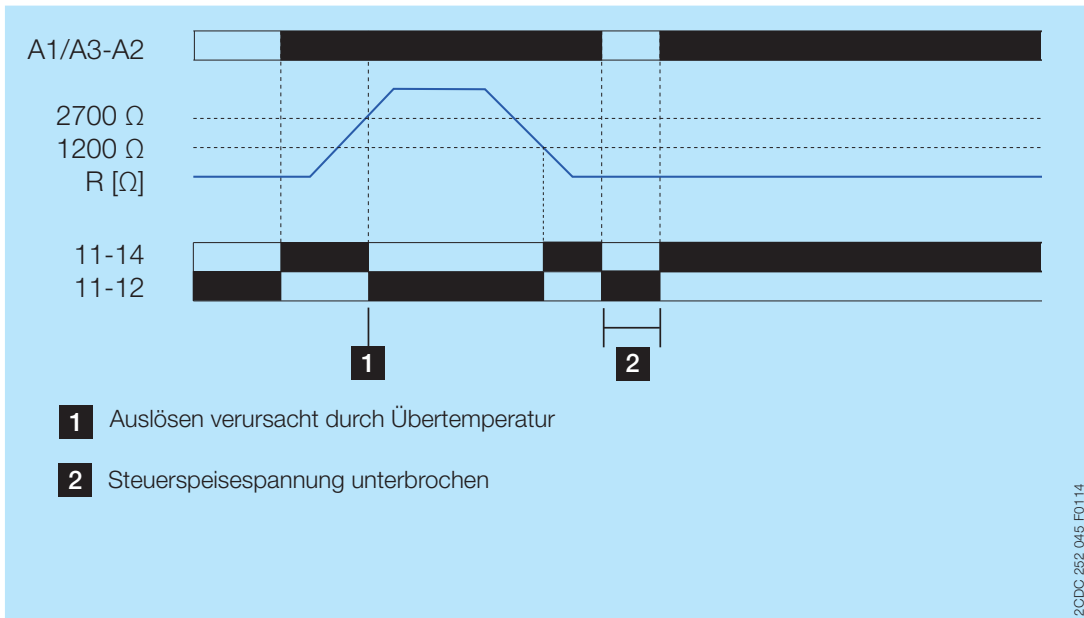 A1/A3-A2
2700 Ω
1200 Ω
R [Ω]
11-14
11-12
1
2
1 Auslösen verursacht durch Übertemperatur
2 Steuerspeisespannung unterbrochen
2CDC 252 045 F0114